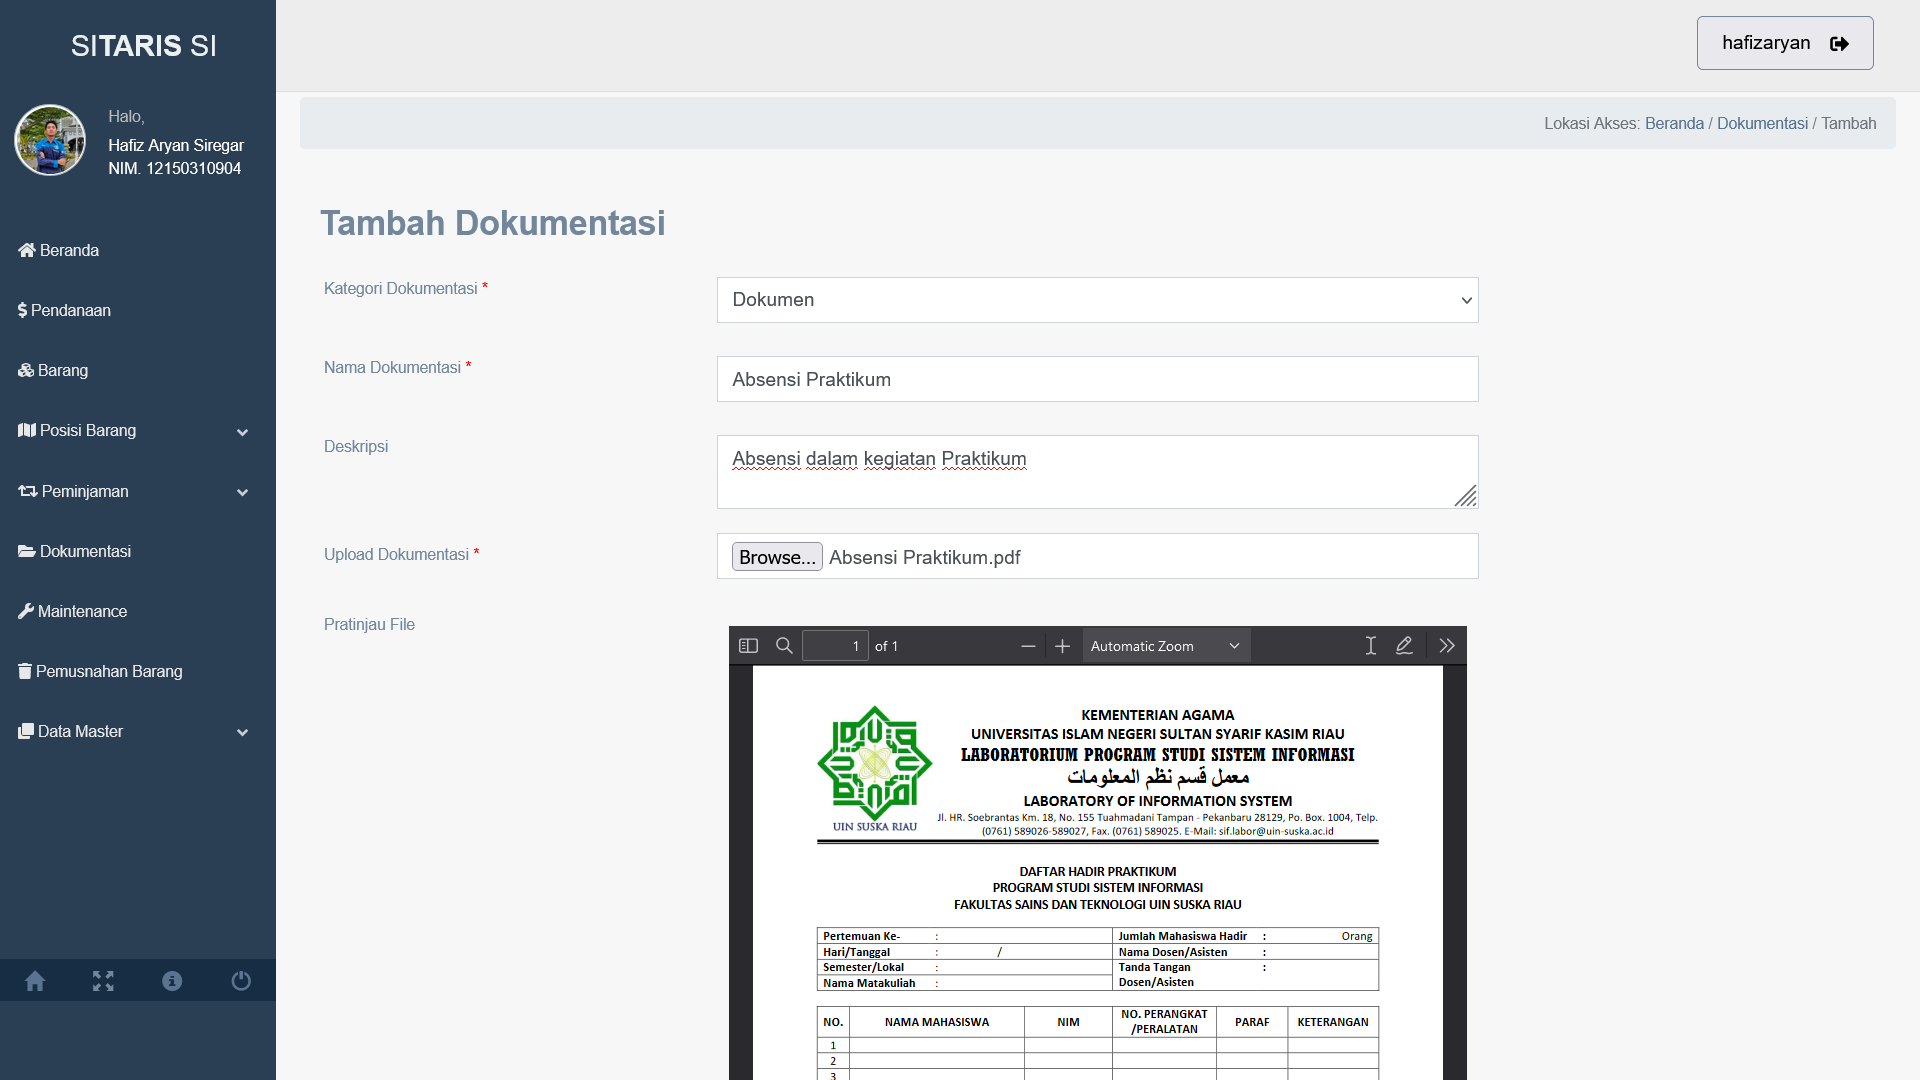 SITARIS SI
Halo,
Hafiz Aryan Siregar
NIM. 12150310904
Beranda
Pendanaan
Barang
Posisi Barang
Peminjaman
Dokumentasi
Maintenance
Pemusnahan Barang
Data Master
hafizaryan
Lokasi Akses: Beranda / Dokumentasi / Tambah
Tambah Dokumentasi
Kategori Dokumentasi *
Dokumen
Nama Dokumentasi *
Absensi Praktikum
Deskripsi
Absensi dalam kegiatan Praktikum
Upload Dokumentasi *
Browse... Absensi Praktikum.pdf
Pratinjau File
1 of 1 Automatic Zoom
UIN SUSKA RIAU
KEMENTERIAN AGAMA
UNIVERSITAS ISLAM NEGERI SULTAN SYARIF KASIM RIAU
LABORATORIUM PROGRAM STUDI SISTEM INFORMASI
معمل قسم نظم المعلومات
LABORATORY OF INFORMATION SYSTEM
Jl. HR. Soebrantas Km. 18, No. 155 Tuahmadani Tampan - Pekanbaru 28129, Po. Box. 1004, Telp.
(0761) 589026-589027, Fax. (0761) 589025. E-Mail: sif.labor@uin-suska.ac.id
DAFTAR HADIR PRAKTIKUM
PROGRAM STUDI SISTEM INFORMASI
FAKULTAS SAINS DAN TEKNOLOGI UIN SUSKA RIAU
Pertemuan Ke- : Jumlah Mahasiswa Hadir : Orang
Hari/Tanggal : / Nama Dosen/Asisten :
Semester/Lokal : Tanda Tangan :
Nama Matakuliah : Dosen/Asisten
NO. NAMA MAHASISWA NIM NO. PERANGKAT /PERALATAN PARAF KETERANGAN
1
2
3